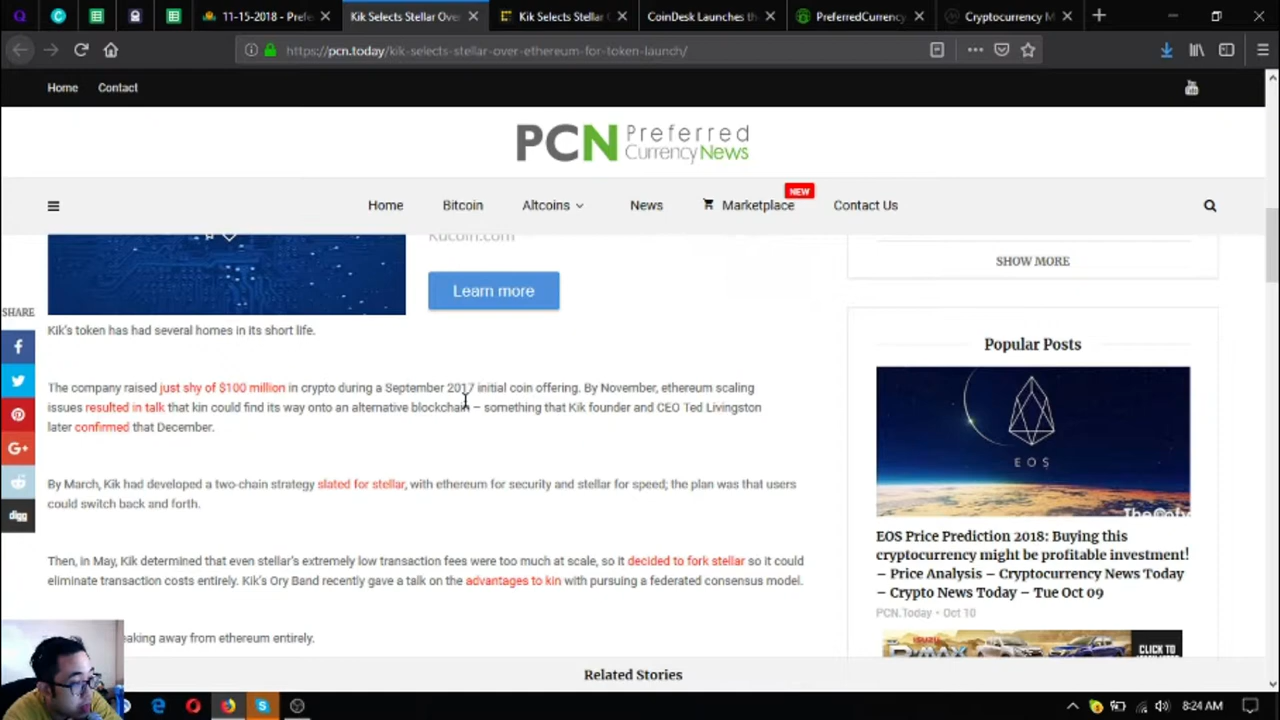 11-15-2018 - Prefe
Kik Selects Stellar Ove
Kik Selects Stellar
CoinDesk Launches th
PreferredCurrency
Cryptocurrency M
https://pcn.today/kik-selects-stellar-over-ethereum-for-token-launch/
Home Contact
PCN Preferred
Currency News
Home Bitcoin Altcoins News Marketplace NEW Contact Us
Kucoin.com
Learn more
SHOW MORE
SHARE
Kik's token has had several homes in its short life.
The company raised just shy of $100 million in crypto during a September 2017 initial coin offering. By November, ethereum scaling
issues resulted in talk that kin could find its way onto an alternative blockchain – something that Kik founder and CEO Ted Livingston
later confirmed that December.
By March, Kik had developed a two-chain strategy slated for stellar, with ethereum for security and stellar for speed; the plan was that users
could switch back and forth.
Then, in May, Kik determined that even stellar's extremely low transaction fees were too much at scale, so it decided to fork stellar so it could
eliminate transaction costs entirely. Kik's Ory Band recently gave a talk on the advantages to kin with pursuing a federated consensus model.
eaking away from ethereum entirely.
digg
Popular Posts
EOS
EOS Price Prediction 2018: Buying this
cryptocurrency might be profitable investment!
– Price Analysis – Cryptocurrency News Today
– Crypto News Today – Tue Oct 09
PCN.Today • Oct 10
ISUZU
D-MAX
CLICK TO
Related Stories
8:24 AM